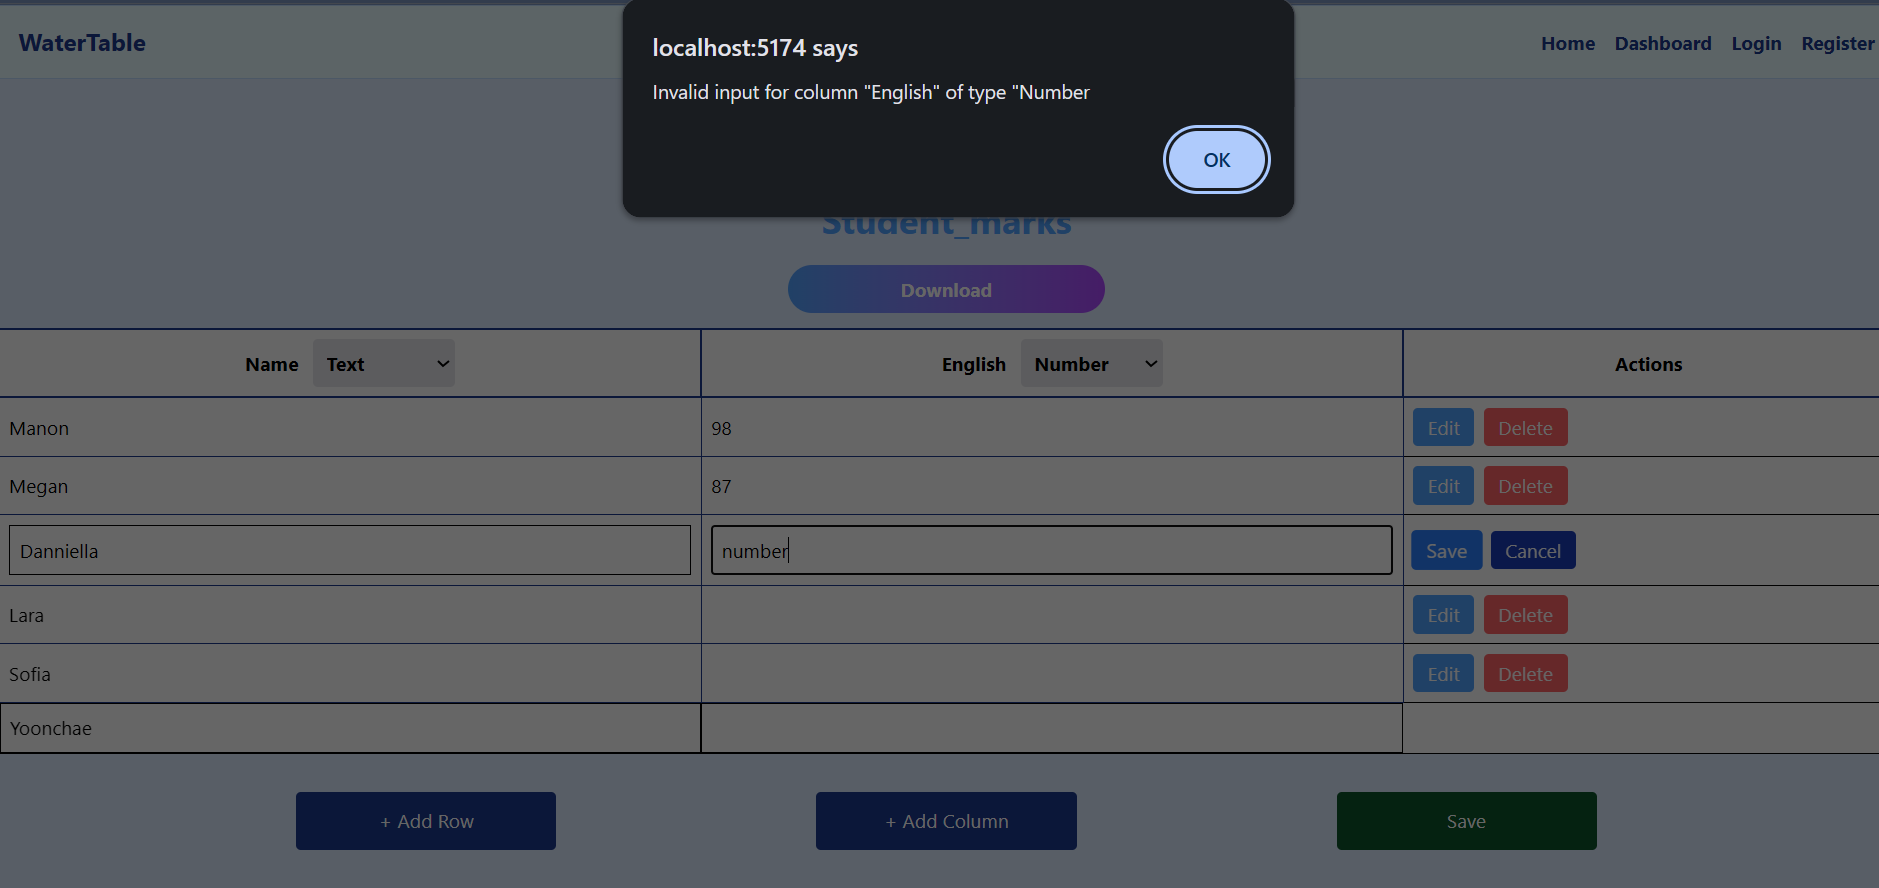 WaterTable
Home Dashboard Login Register
localhost:5174 says
Invalid input for column "English" of type "Number
OK
Student_marks
Download
Name Text English Number Actions
Manon 98 Edit Delete
Megan 87 Edit Delete
Danniella number Save Cancel
Lara Edit Delete
Sofia Edit Delete
Yoonchae
+ Add Row + Add Column Save